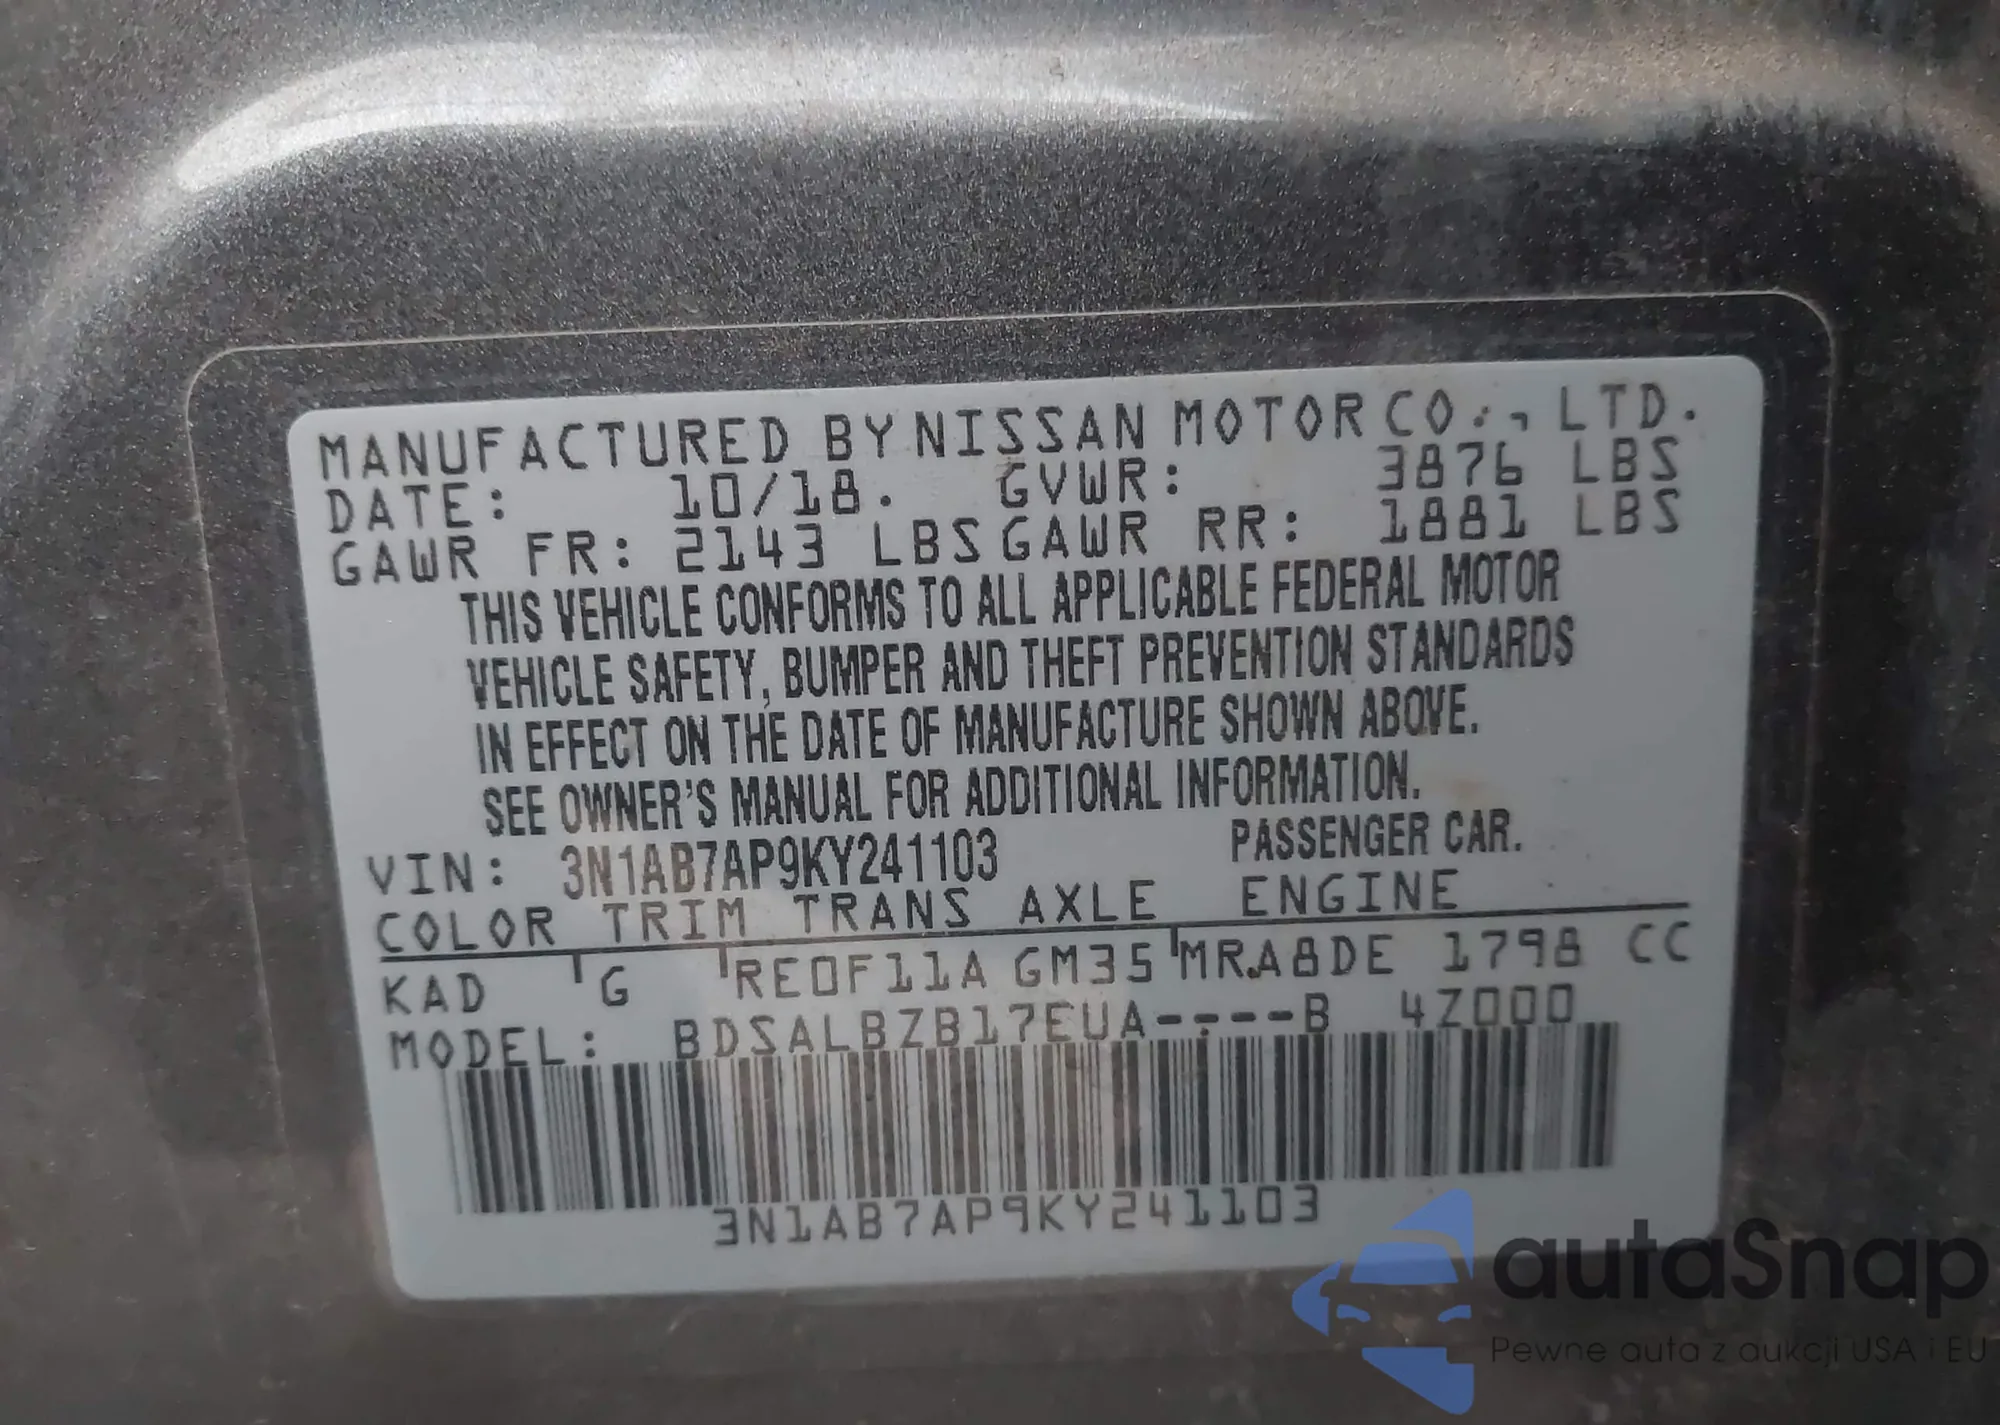 MANUFACTURED BY NISSAN MOTOR CO., LTD.
DATE: 10/18. GVWR: 3876 LBS
GAWR FR: 2143 LBS GAWR RR: 1881 LBS
THIS VEHICLE CONFORMS TO ALL APPLICABLE FEDERAL MOTOR
VEHICLE SAFETY, BUMPER AND THEFT PREVENTION STANDARDS
IN EFFECT ON THE DATE OF MANUFACTURE SHOWN ABOVE.
SEE OWNER'S MANUAL FOR ADDITIONAL INFORMATION.
VIN: 3N1AB7AP9KY241103 PASSENGER CAR.
COLOR TRIM TRANS AXLE ENGINE
KAD G RE0F11A GM35 MRA8DE 1798 CC
MODEL: BDSALBZB17EUA----B 4Z000
3N1AB7AP9KY241103
autaSnap
Pewne auta z aukcji USA i EU